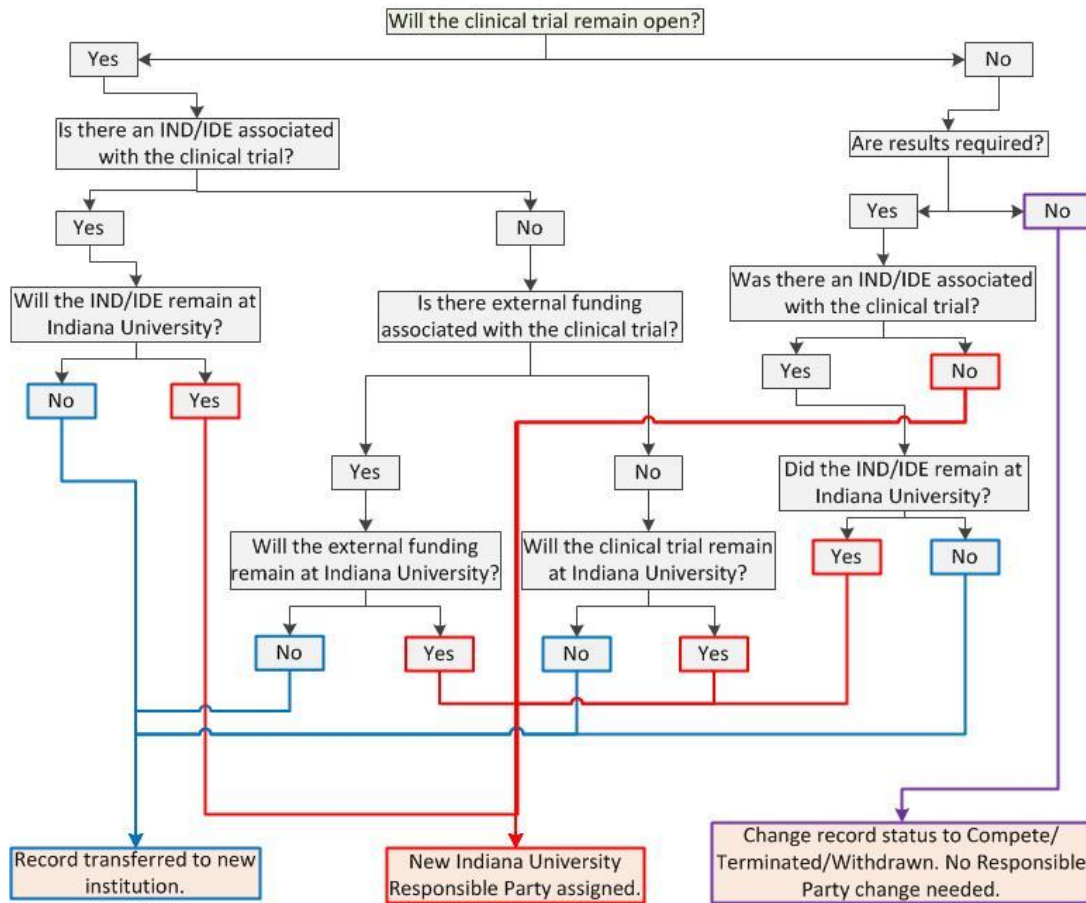 Will the clinical trial remain open?
Yes
No
Is there an IND/IDE associated
with the clinical trial?
Are results required?
Yes
No
Yes
No
Will the IND/IDE remain at
Indiana University?
Is there external funding
associated with the clinical trial?
Was there an IND/IDE associated
with the clinical trial?
No
Yes
Yes
No
Yes
No
Did the IND/IDE remain at
Indiana University?
Will the external funding
remain at Indiana University?
Will the clinical trial remain
at Indiana University?
Yes
No
No
Yes
No
Yes
Record transferred to new
institution.
New Indiana University
Responsible Party assigned.
Change record status to Compete/
Terminated/Withdrawn. No Responsible
Party change needed.